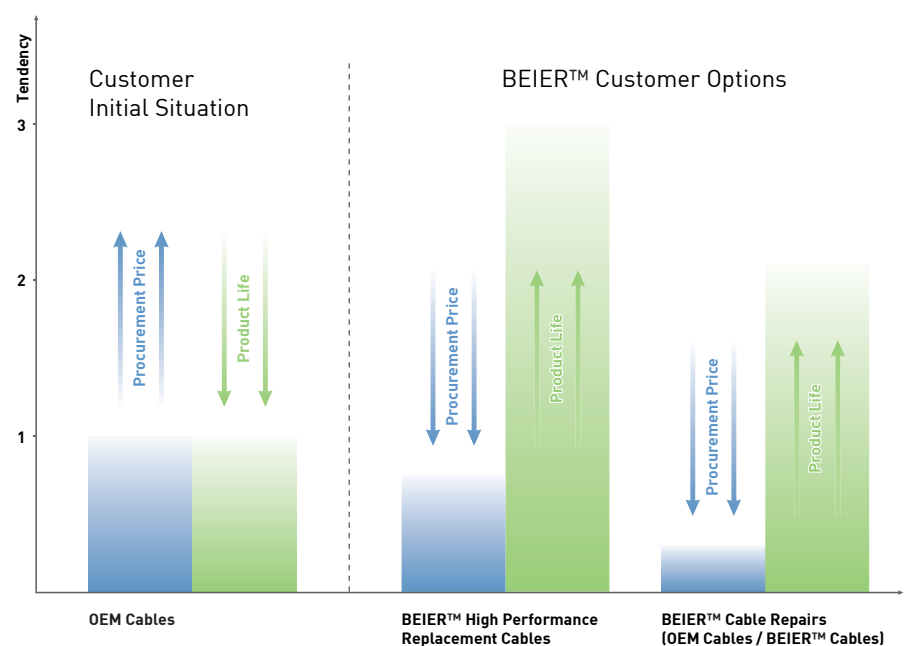 Tendency
3
2
1
Customer
Initial Situation
BEIER™ Customer Options
Procurement Price
Product Life
Procurement Price
Product Life
Procurement Price
Product Life
OEM Cables
BEIER™ High Performance
Replacement Cables
BEIER™ Cable Repairs
(OEM Cables / BEIER™ Cables)